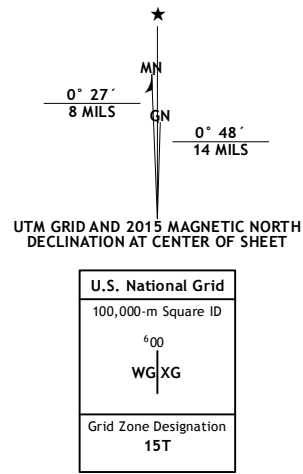 MN
0° 27´
8 MILS
GN
0° 48´
14 MILS
UTM GRID AND 2015 MAGNETIC NORTH
DECLINATION AT CENTER OF SHEET
U.S. National Grid
100,000-m Square ID
⁶00
WG XG
Grid Zone Designation
15T